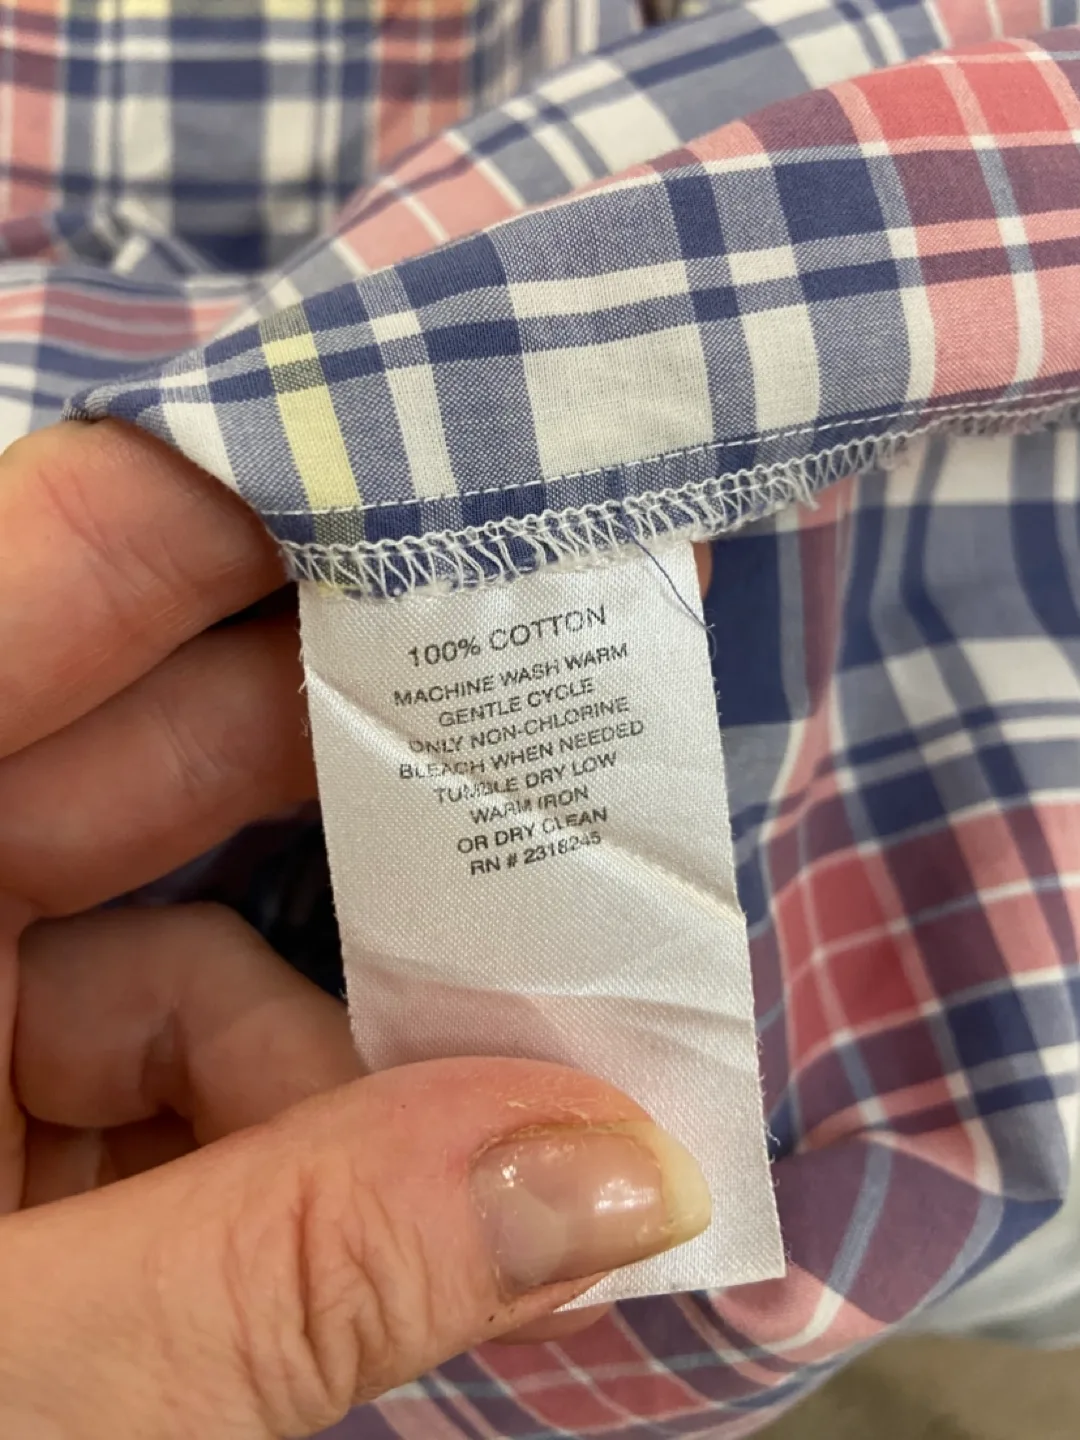 100% COTTON
MACHINE WASH WARM
GENTLE CYCLE
ONLY NON-CHLORINE
BLEACH WHEN NEEDED
TUMBLE DRY LOW
WARM IRON
OR DRY CLEAN
RN # 2318245